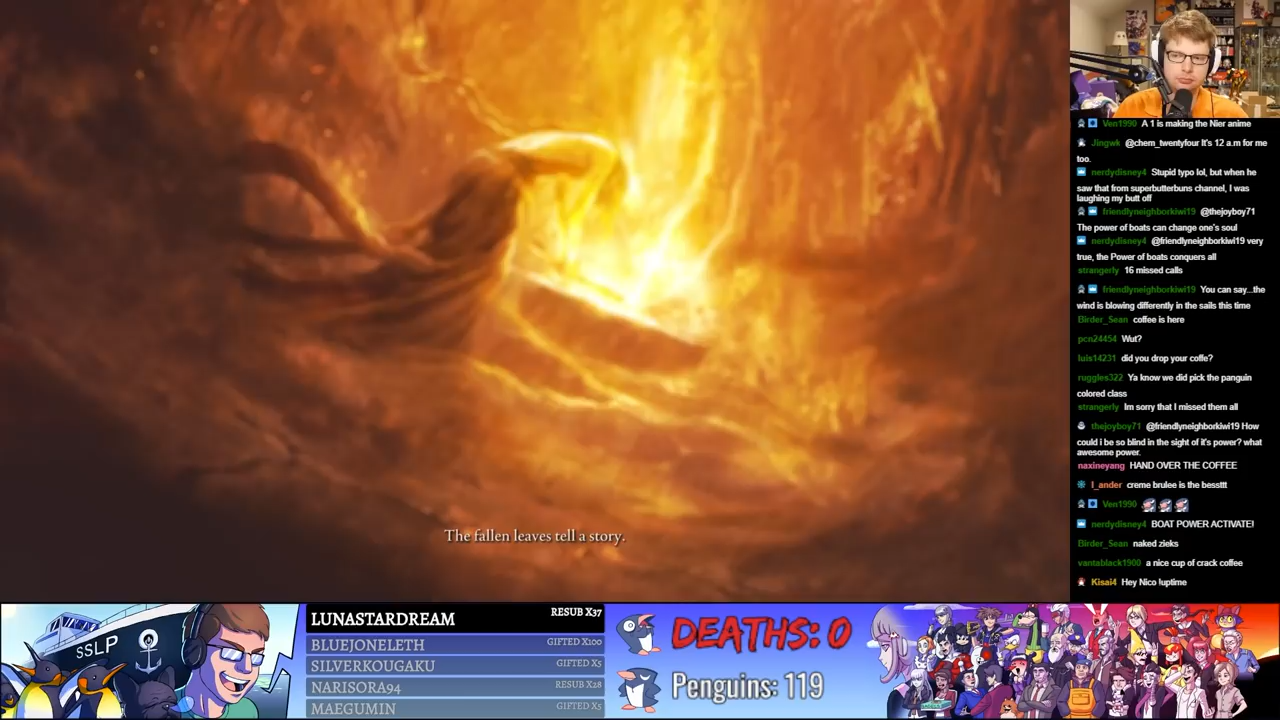 Ven1990 A 1 is making the Nier anime
Jingwk @chem_twentyfour It's 12 a.m for me
too.
nerdydisney4 Stupid typo lol, but when he
saw that from superbutterbuns channel, I was
laughing my butt off
friendlyneighborkiwi19 @thejoyboy71
The power of boats can change one's soul
nerdydisney4 @friendlyneighborkiwi19 very
true, the Power of boats conquers all
strangerly 16 missed calls
friendlyneighborkiwi19 You can say...the
wind is blowing differently in the sails this time
Birder_Sean coffee is here
pcn24454 Wut?
luis14231 did you drop your coffe?
ruggles322 Ya know we did pick the panguin
colored class
strangerly Im sorry that I missed them all
thejoyboy71 @friendlyneighborkiwi19 How
could i be so blind in the sight of it's power? what
awesome power.
naxineyang HAND OVER THE COFFEE
l_ander creme brulee is the bessttt
Ven1990
nerdydisney4 BOAT POWER ACTIVATE!
Birder_Sean naked zieks
vantablack1900 a nice cup of crack coffee
Kisai4 Hey Nico !uptime
The fallen leaves tell a story.
SSLP
LUNASTARDREAM RESUB X37
BLUEJONELETH GIFTED X100
SILVERKOUGAKU GIFTED X5
NARISORA94 RESUB X28
MAEGUMIN GIFTED X5
DEATHS: 0
Penguins: 119